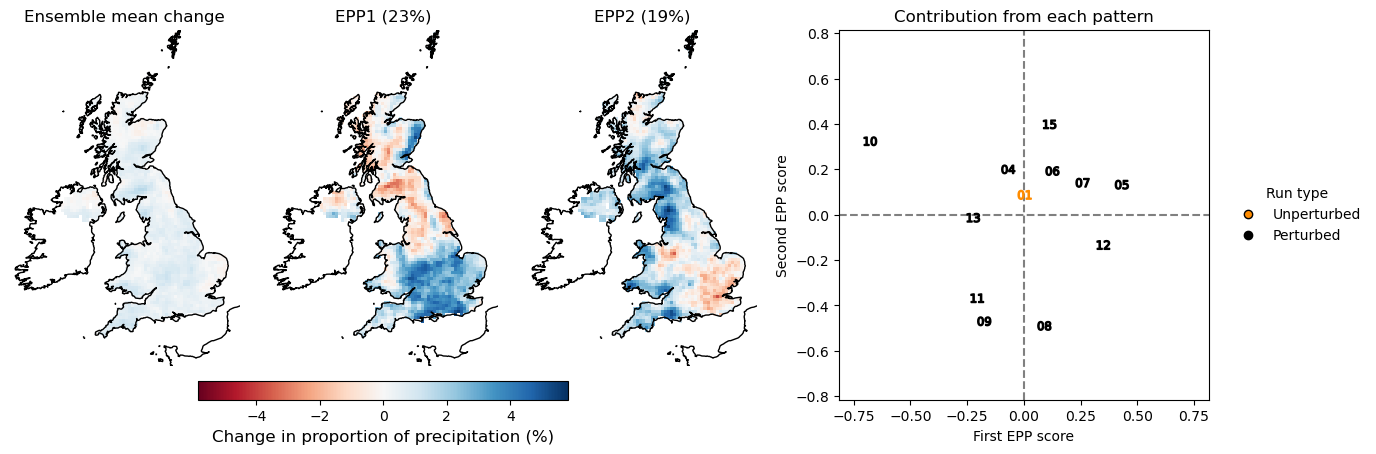 Ensemble mean change
EPP1 (23%)
EPP2 (19%)
−4 −2 0 2 4
Change in proportion of precipitation (%)
Contribution from each pattern
Second EPP score
0.8
0.6
0.4
0.2
0.0
−0.2
−0.4
−0.6
−0.8
10
15
04
06
07
05
01
13
12
11
09
08
−0.75 −0.50 −0.25 0.00 0.25 0.50 0.75
First EPP score
Run type
Unperturbed
Perturbed